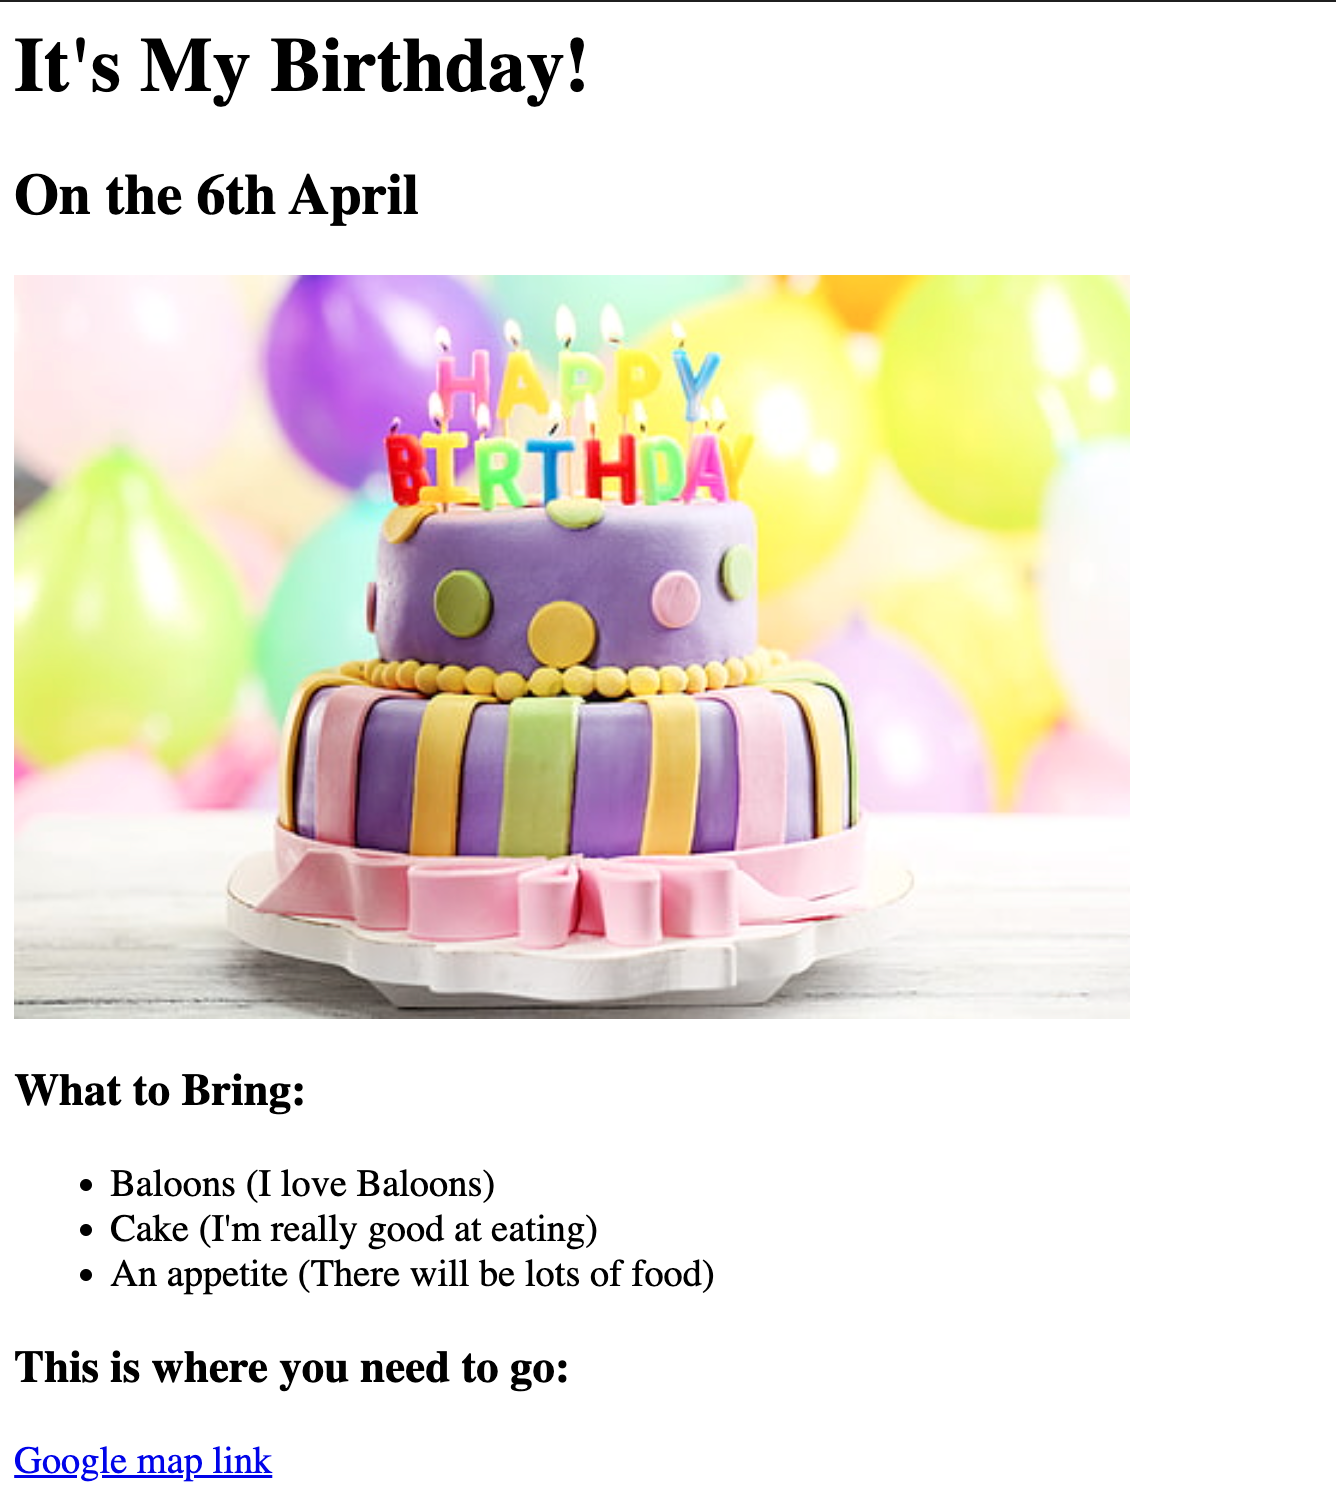 It's My Birthday!
On the 6th April
HAPPY
BIRTHDAY
What to Bring:
Baloons (I love Baloons)
Cake (I'm really good at eating)
An appetite (There will be lots of food)
This is where you need to go:
Google map link